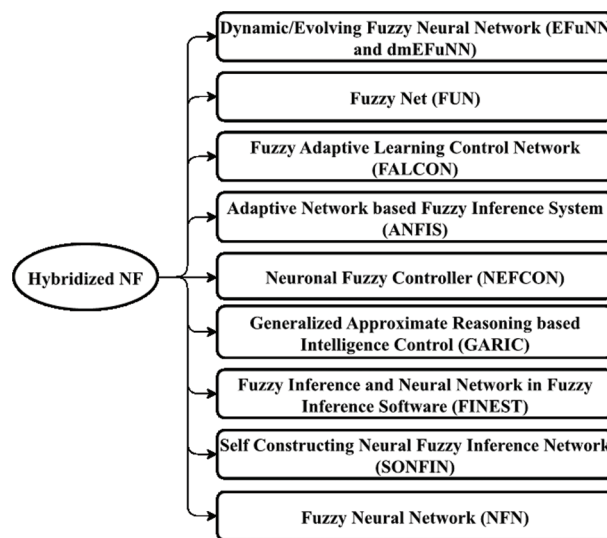 Dynamic/Evolving Fuzzy Neural Network (EFuNN
and dmEFuNN)
Fuzzy Net (FUN)
Fuzzy Adaptive Learning Control Network
(FALCON)
Adaptive Network based Fuzzy Inference System
(ANFIS)
Hybridized NF
Neuronal Fuzzy Controller (NEFCON)
Generalized Approximate Reasoning based
Intelligence Control (GARIC)
Fuzzy Inference and Neural Network in Fuzzy
Inference Software (FINEST)
Self Constructing Neural Fuzzy Inference Network
(SONFIN)
Fuzzy Neural Network (NFN)